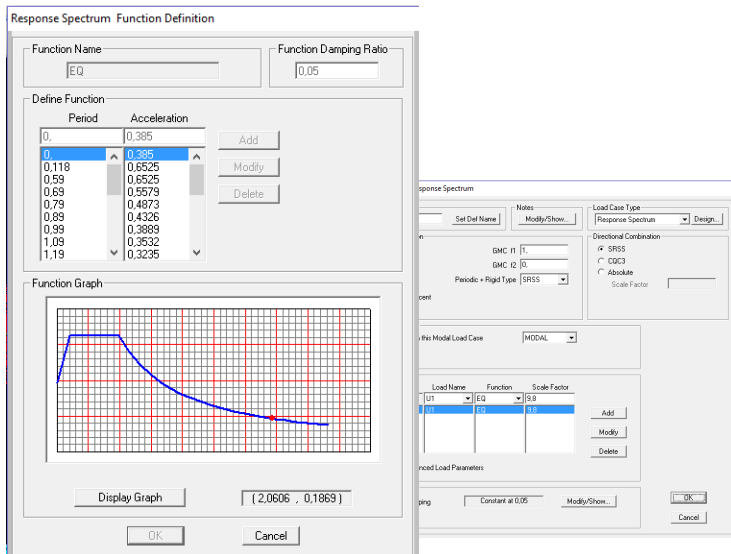 Response Spectrum Function Definition
Function Name
Function Damping Ratio
EQ
0,05
Define Function
Period Acceleration
0, 0,385
Add
0, 0,385
0,118 0,6525
0,59 0,6525
Modify
0,69 0,5579
0,79 0,4873
Delete
0,89 0,4326
0,99 0,3889
1,09 0,3532
1,19 0,3235
Function Graph
Display Graph
( 2,0606 , 0,1869 )
OK
Cancel
sponse Spectrum
Notes
Load Case Type
Set Def Name
Modify/Show...
Response Spectrum
Design...
on
Directional Combination
GMC f1 1,
SRSS
GMC f2 0,
CQC3
Periodic + Rigid Type SRSS
Absolute
Scale Factor
cent
this Modal Load Case MODAL
Load Name Function Scale Factor
U1 EQ 9,8
U1 EQ 9,8
Add
Modify
Delete
nced Load Parameters
ping
Constant at 0,05
Modify/Show...
OK
Cancel